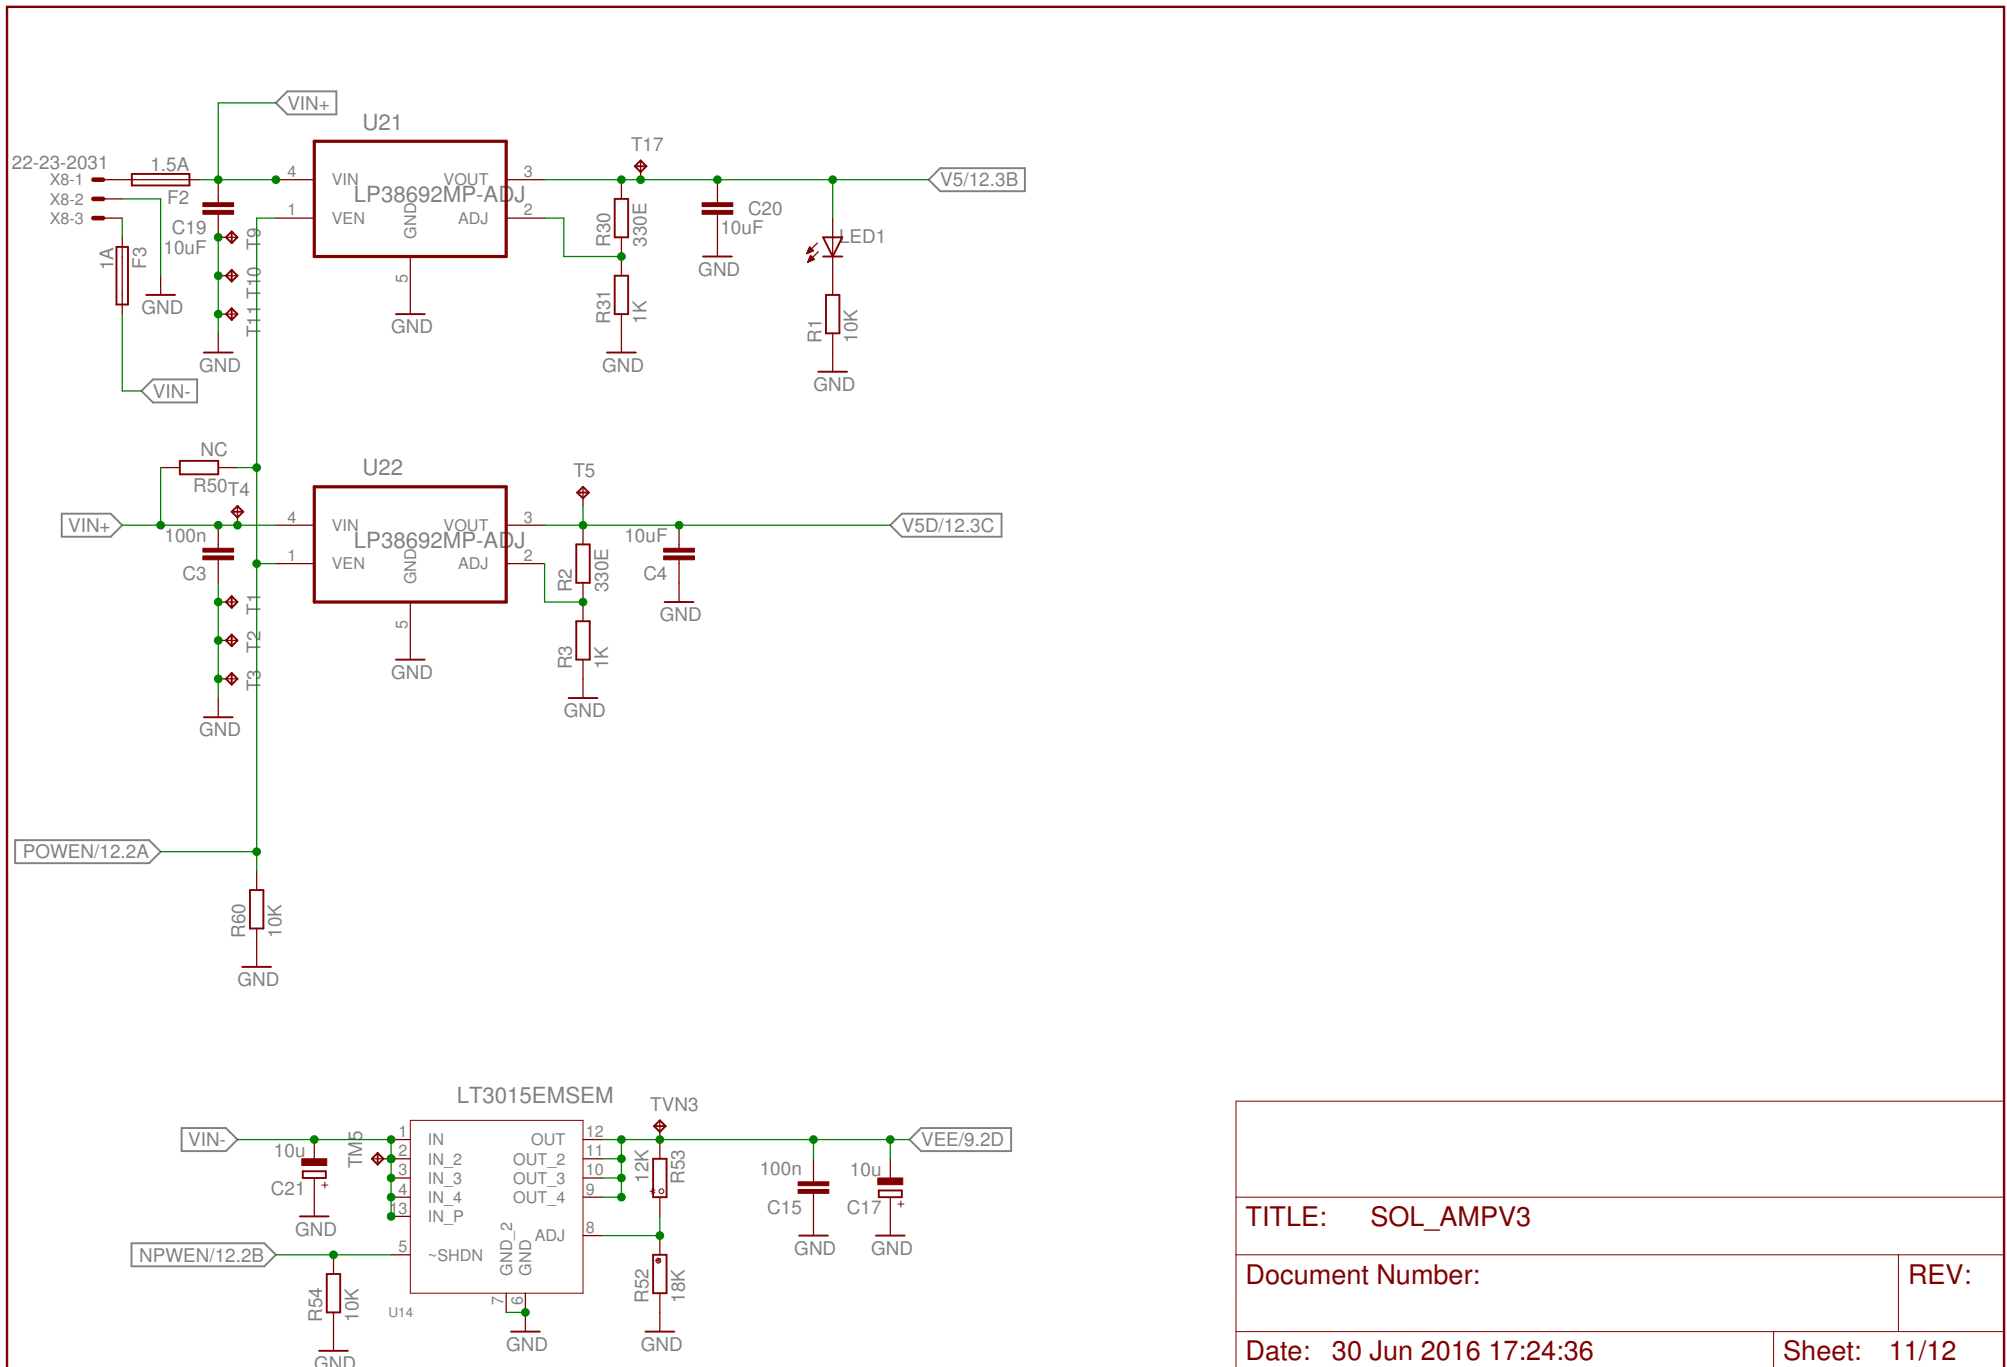 VIN+
U21
22-23-2031
X8-1
X8-2
X8-3
1.5A
F2
C19
10uF
T9
T10
T11
GND
1A
F3
GND
VIN-
4
1
VIN
VEN
VOUT
LP38692MP-ADJ
GND
ADJ
3
2
5
GND
T17
R30
330E
R31
1K
GND
C20
10uF
GND
LED1
R1
10K
GND
V5/12.3B
NC
R50
T4
U22
VIN+
100n
C3
T1
T2
T3
GND
4
1
VIN
VEN
VOUT
LP38692MP-ADJ
GND
ADJ
3
2
5
GND
T5
R2
330E
R3
1K
GND
10uF
C4
GND
V5D/12.3C
POWEN/12.2A
R60
10K
GND
LT3015EMSEM
VIN-
10u
C21
+
GND
TM5
1
2
3
4
13
5
IN
IN_2
IN_3
IN_4
IN_P
~SHDN
OUT
OUT_2
OUT_3
OUT_4
ADJ
GND_2
GND
12
11
10
9
8
7
6
U14
GND
NPWEN/12.2B
R54
10K
GND
TVN3
12K
R53
R52
18K
GND
100n
C15
GND
10u
C17
+
GND
VEE/9.2D
TITLE: SOL_AMPV3
Document Number:
REV:
Date: 30 Jun 2016 17:24:36
Sheet: 11/12